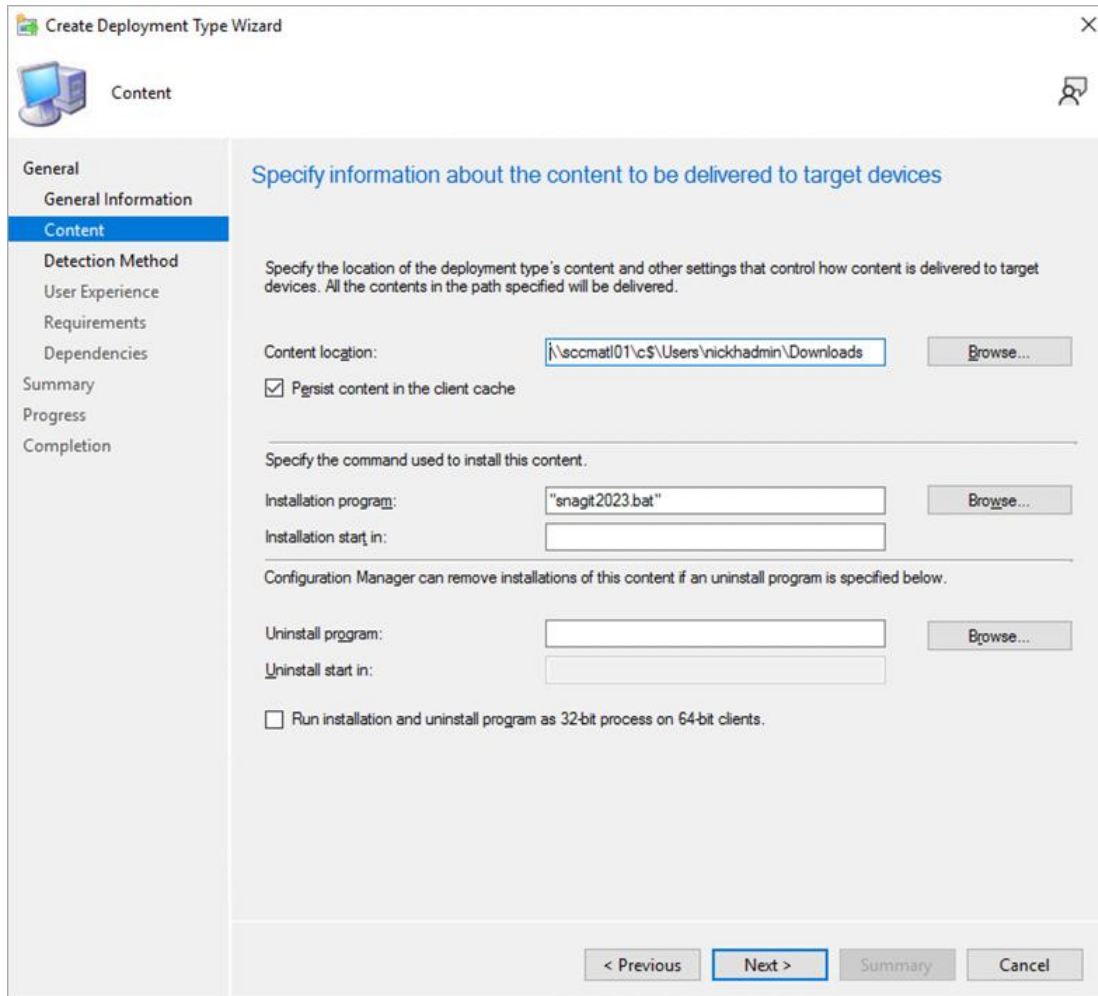 Create Deployment Type Wizard
Content
General
General Information
Content
Detection Method
User Experience
Requirements
Dependencies
Summary
Progress
Completion
Specify information about the content to be delivered to target devices
Specify the location of the deployment type's content and other settings that control how content is delivered to target
devices. All the contents in the path specified will be delivered.
Content location:
\\sccmatl01\c$\Users\nickhadmin\Downloads
Browse...
Persist content in the client cache
Specify the command used to install this content.
Installation program:
"snagit2023.bat"
Browse...
Installation start in:
Configuration Manager can remove installations of this content if an uninstall program is specified below.
Uninstall program:
Browse...
Uninstall start in:
Run installation and uninstall program as 32-bit process on 64-bit clients.
< Previous
Next >
Summary
Cancel